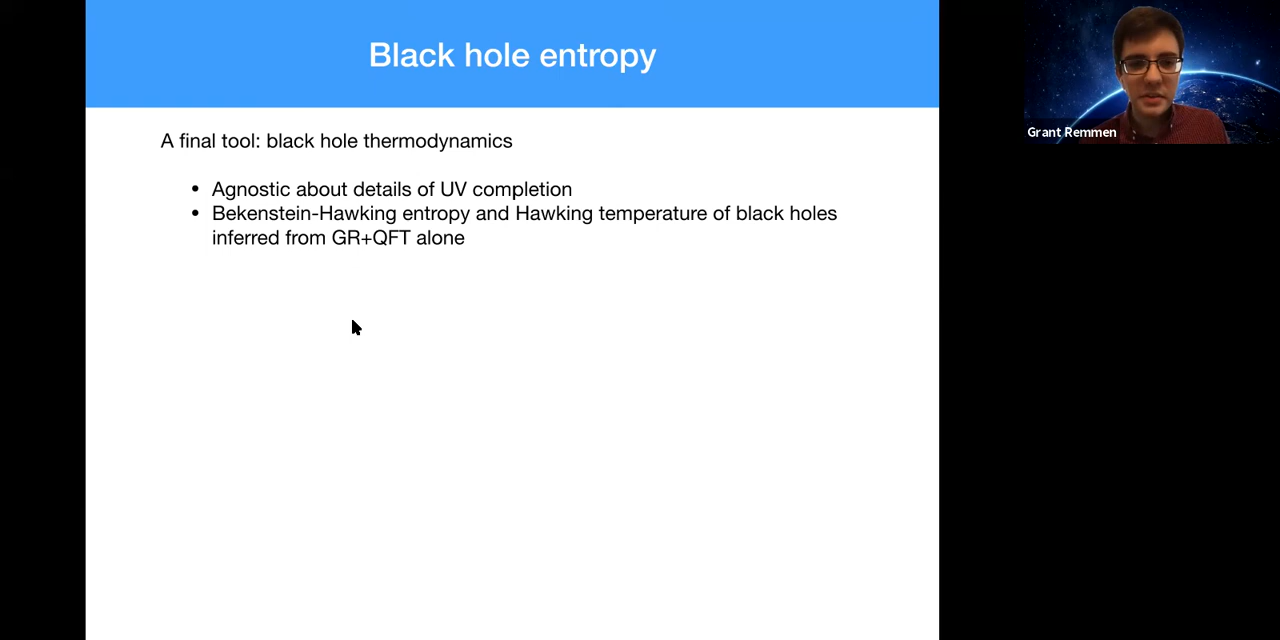 Black hole entropy
Grant Remmen
A final tool: black hole thermodynamics
• Agnostic about details of UV completion
• Bekenstein-Hawking entropy and Hawking temperature of black holes
inferred from GR+QFT alone